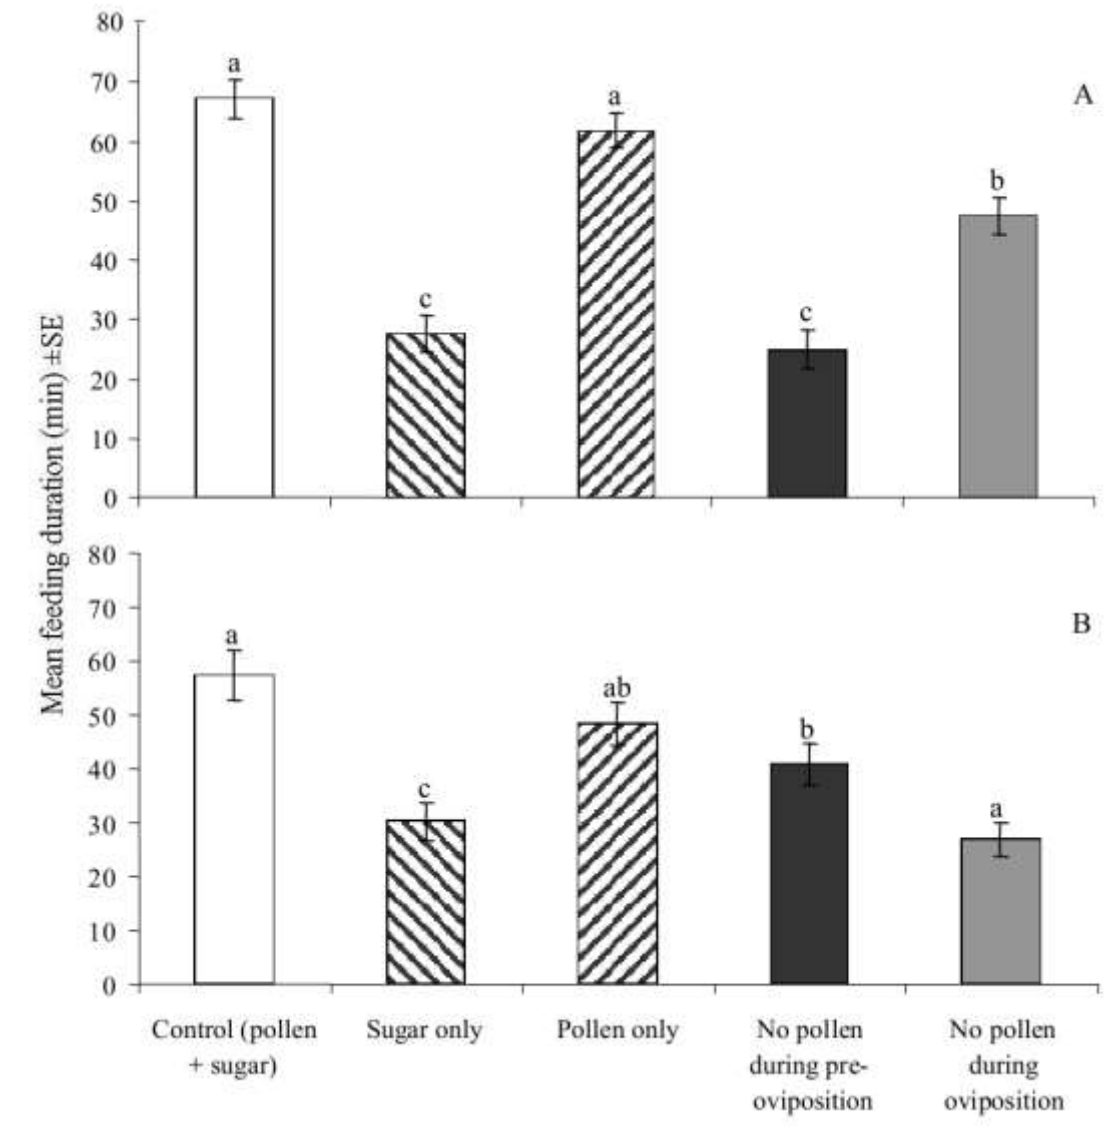 Mean feeding duration (min) ±SE
80
70
60
50
40
30
20
10
0
a
c
a
c
b
A
80
70
60
50
40
30
20
10
0
a
c
ab
b
a
B
Control (pollen
+ sugar)
Sugar only
Pollen only
No pollen
during pre-
oviposition
No pollen
during
oviposition